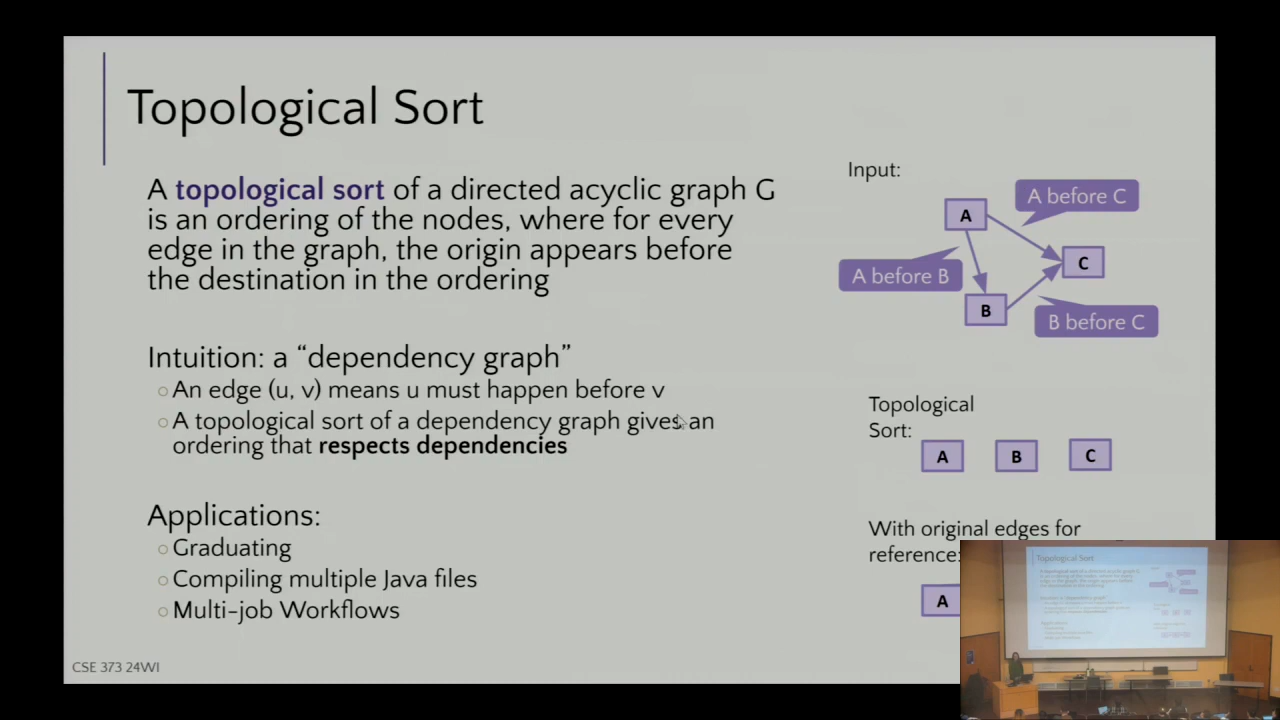 Topological Sort
A topological sort of a directed acyclic graph G
is an ordering of the nodes, where for every
edge in the graph, the origin appears before
the destination in the ordering
Intuition: a “dependency graph”
An edge (u, v) means u must happen before v
A topological sort of a dependency graph gives an
ordering that respects dependencies
Applications:
Graduating
Compiling multiple Java files
Multi-job Workflows
CSE 373 24WI
Input:
A before C
A
C
A before B
B
B before C
Topological
Sort:
A B C
With original edges for
reference:
A
Topological Sort